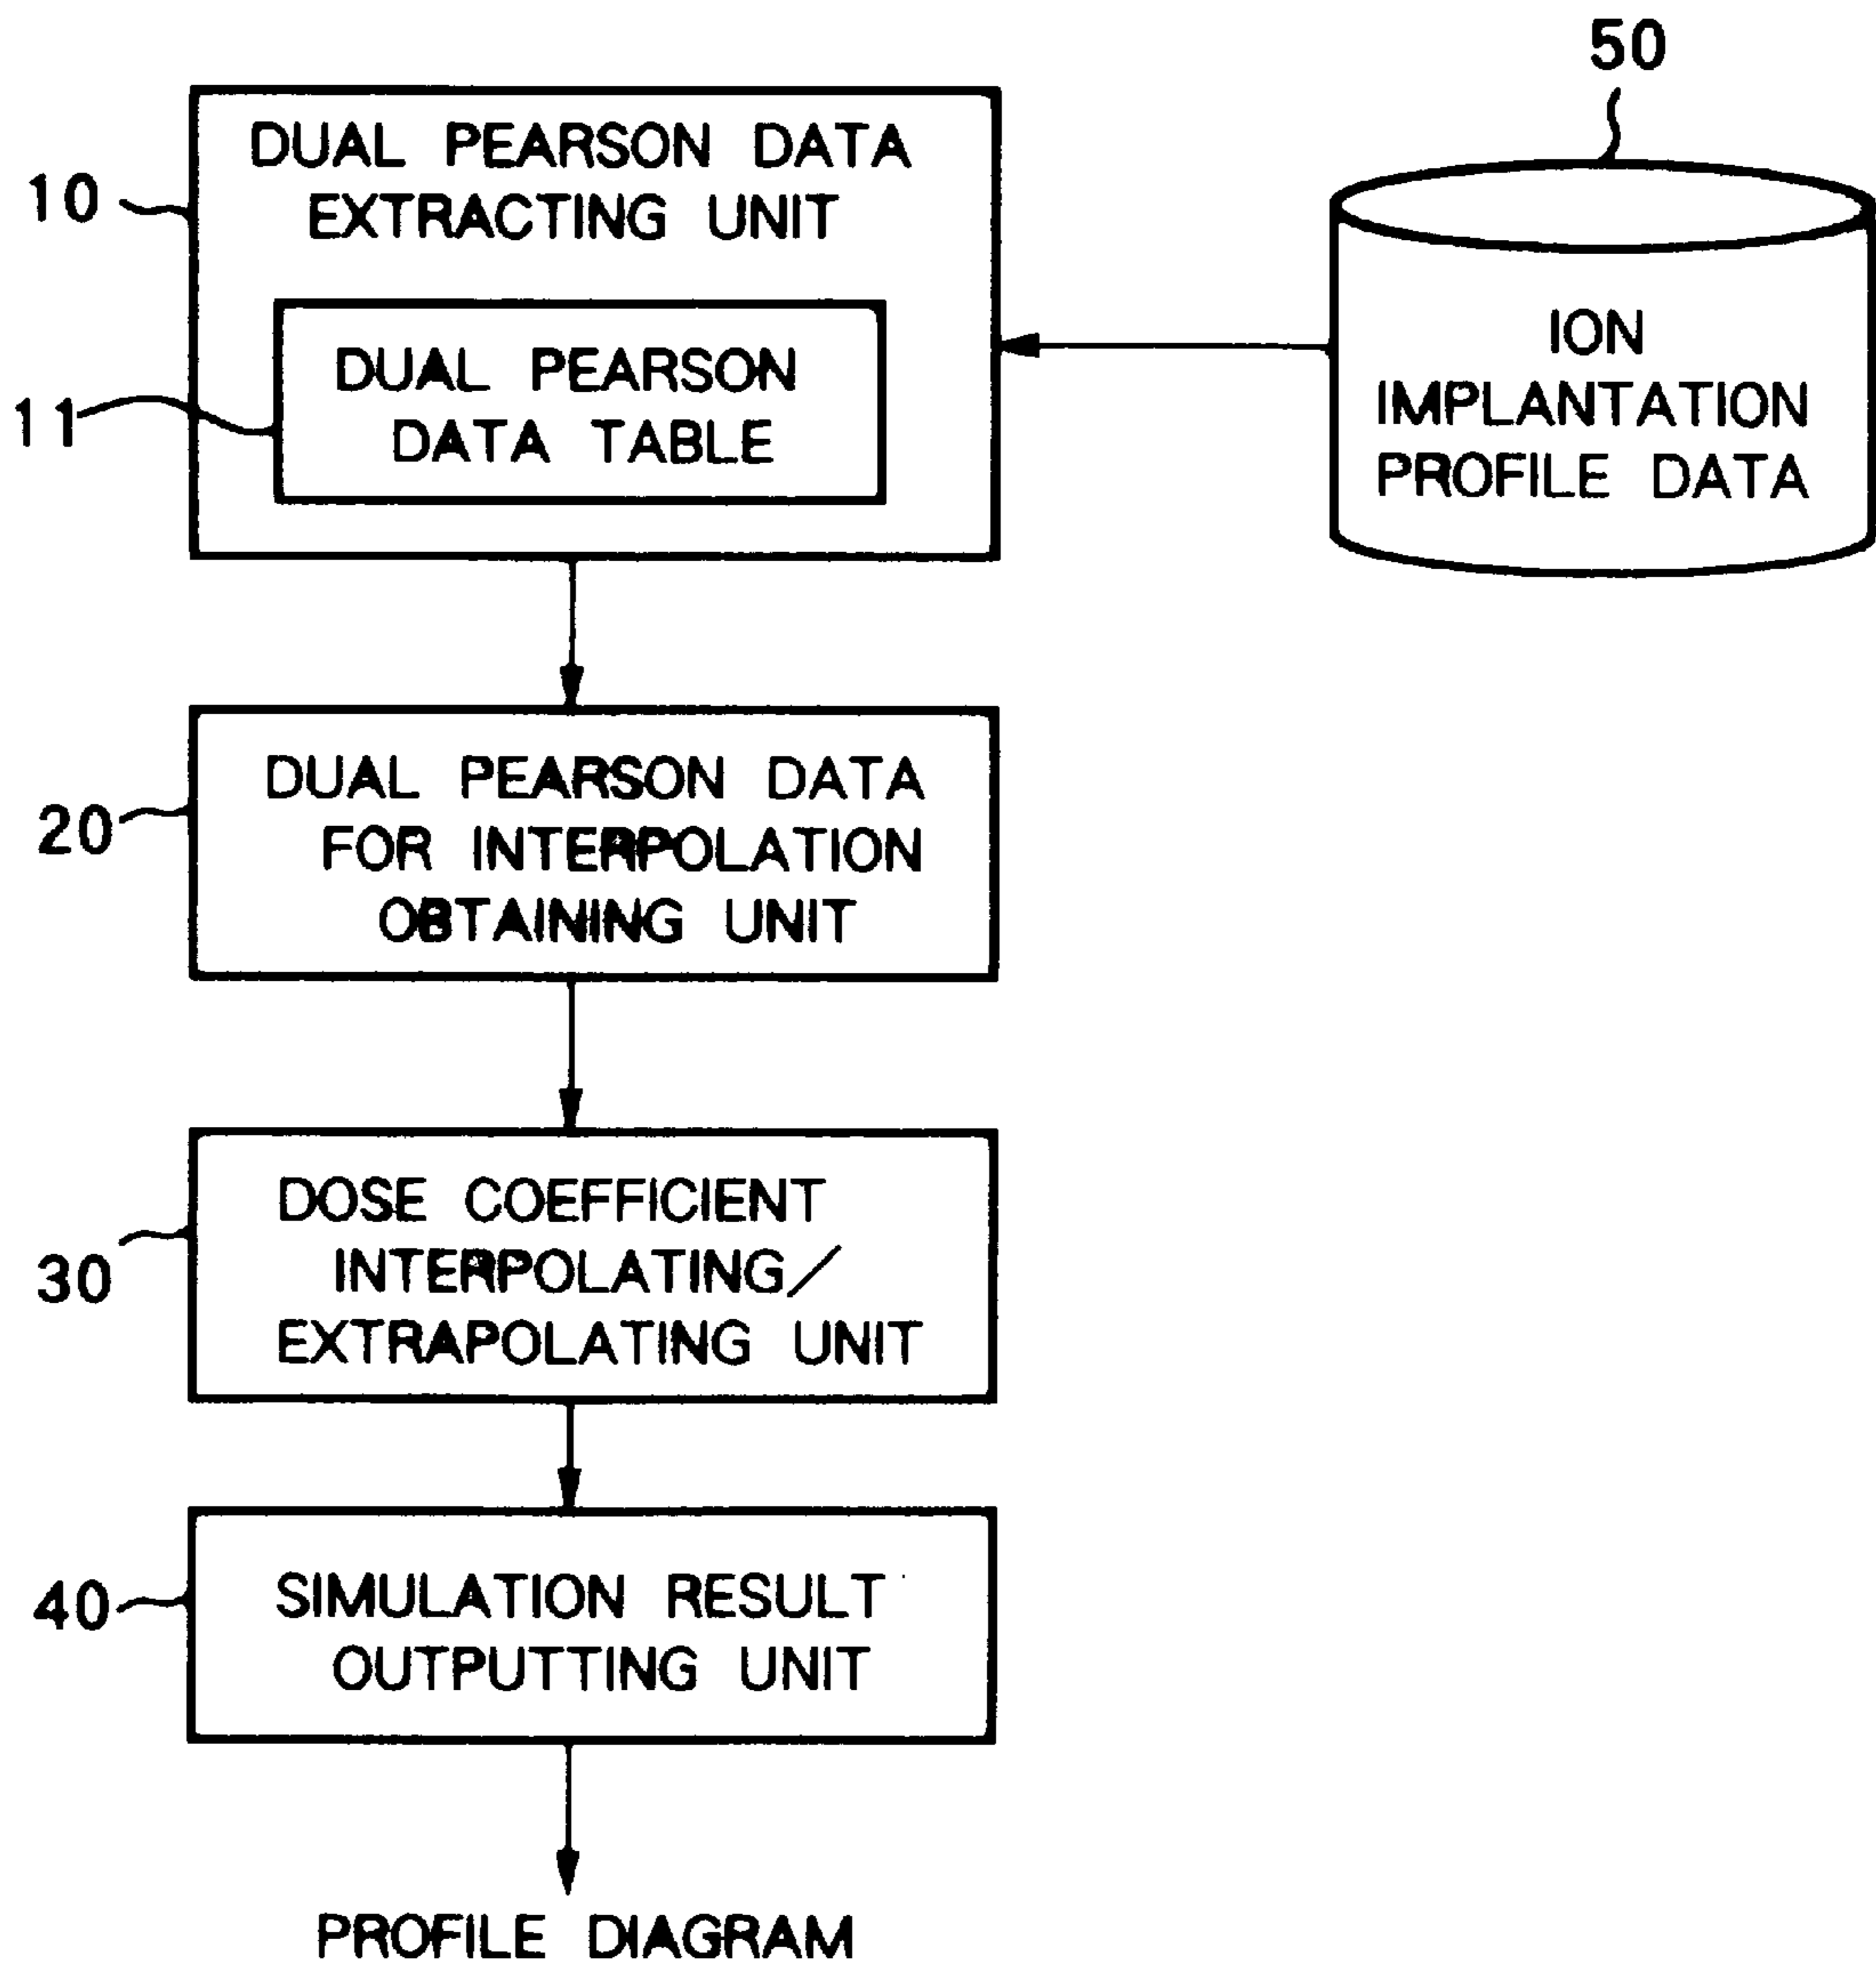 50
10
DUAL PEARSON DATA
EXTRACTING UNIT
11
DUAL PEARSON
DATA TABLE
ION
IMPLANTATION
PROFILE DATA
20
DUAL PEARSON DATA
FOR INTERPOLATION
OBTAINING UNIT
30
DOSE COEFFICIENT
INTERPOLATING/
EXTRAPOLATING UNIT
40
SIMULATION RESULT
OUTPUTTING UNIT
PROFILE DIAGRAM